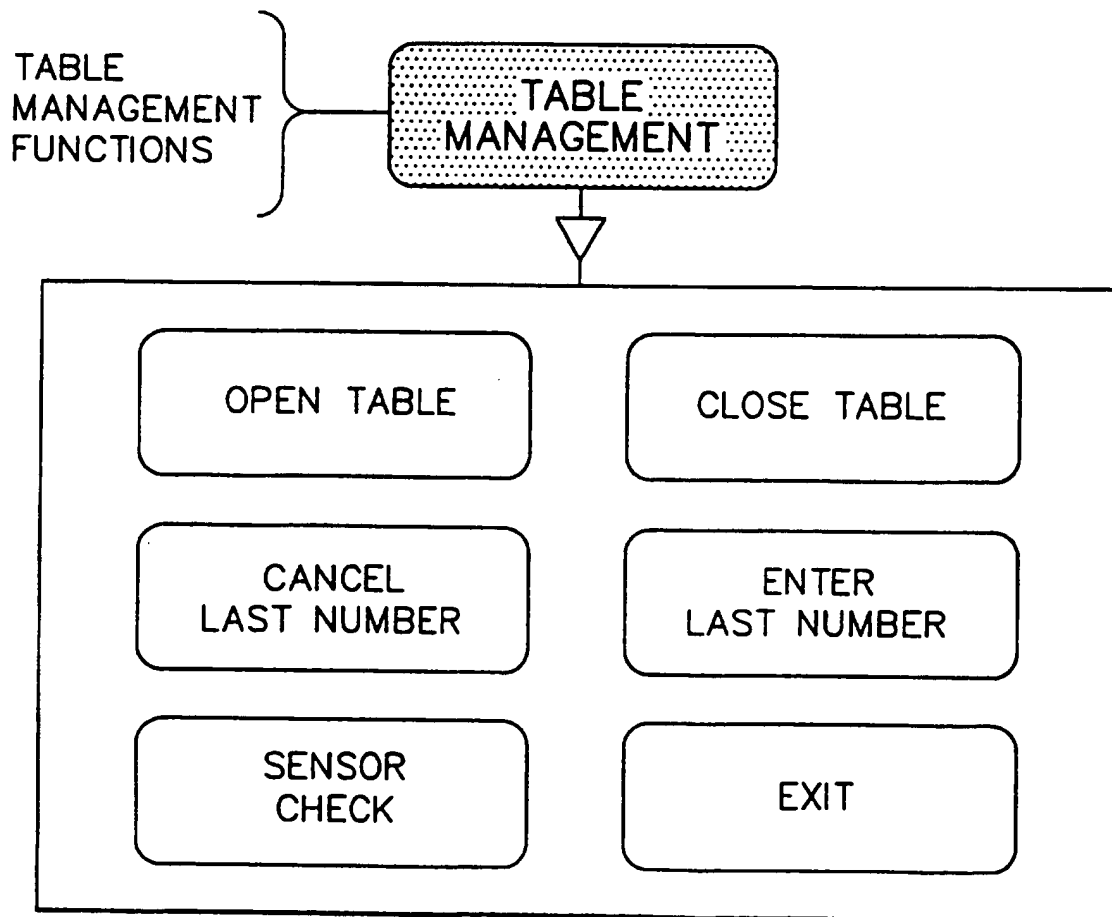 TABLE
MANAGEMENT
FUNCTIONS
TABLE
MANAGEMENT
OPEN TABLE
CLOSE TABLE
CANCEL
LAST NUMBER
ENTER
LAST NUMBER
SENSOR
CHECK
EXIT